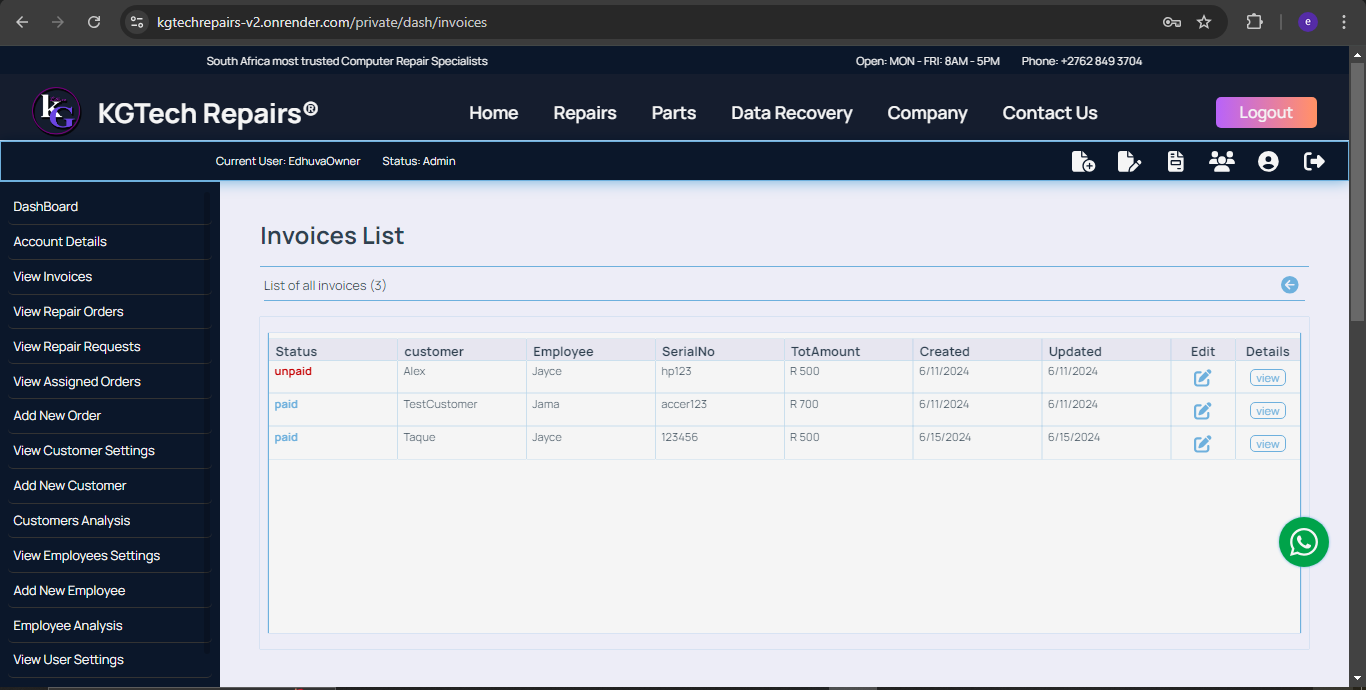 kgtechrepairs-v2.onrender.com/private/dash/invoices
e
South Africa most trusted Computer Repair Specialists
Open: MON - FRI: 8AM - 5PM Phone: +2762 849 3704
KG KGTech Repairs® Home Repairs Parts Data Recovery Company Contact Us Logout
Current User: EdhuvaOwner Status: Admin
DashBoard
Account Details
View Invoices
View Repair Orders
View Repair Requests
View Assigned Orders
Add New Order
View Customer Settings
Add New Customer
Customers Analysis
View Employees Settings
Add New Employee
Employee Analysis
View User Settings
Invoices List
List of all invoices (3)
Status customer Employee SerialNo TotAmount Created Updated Edit Details
unpaid Alex Jayce hp123 R 500 6/11/2024 6/11/2024 view
paid TestCustomer Jama accer123 R 700 6/11/2024 6/11/2024 view
paid Taque Jayce 123456 R 500 6/15/2024 6/15/2024 view